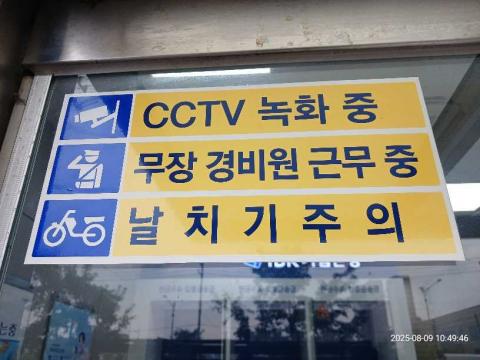 CCTV 녹화 중
무장 경비원 근무 중
날치기주의
2025-08-09 10:49:46